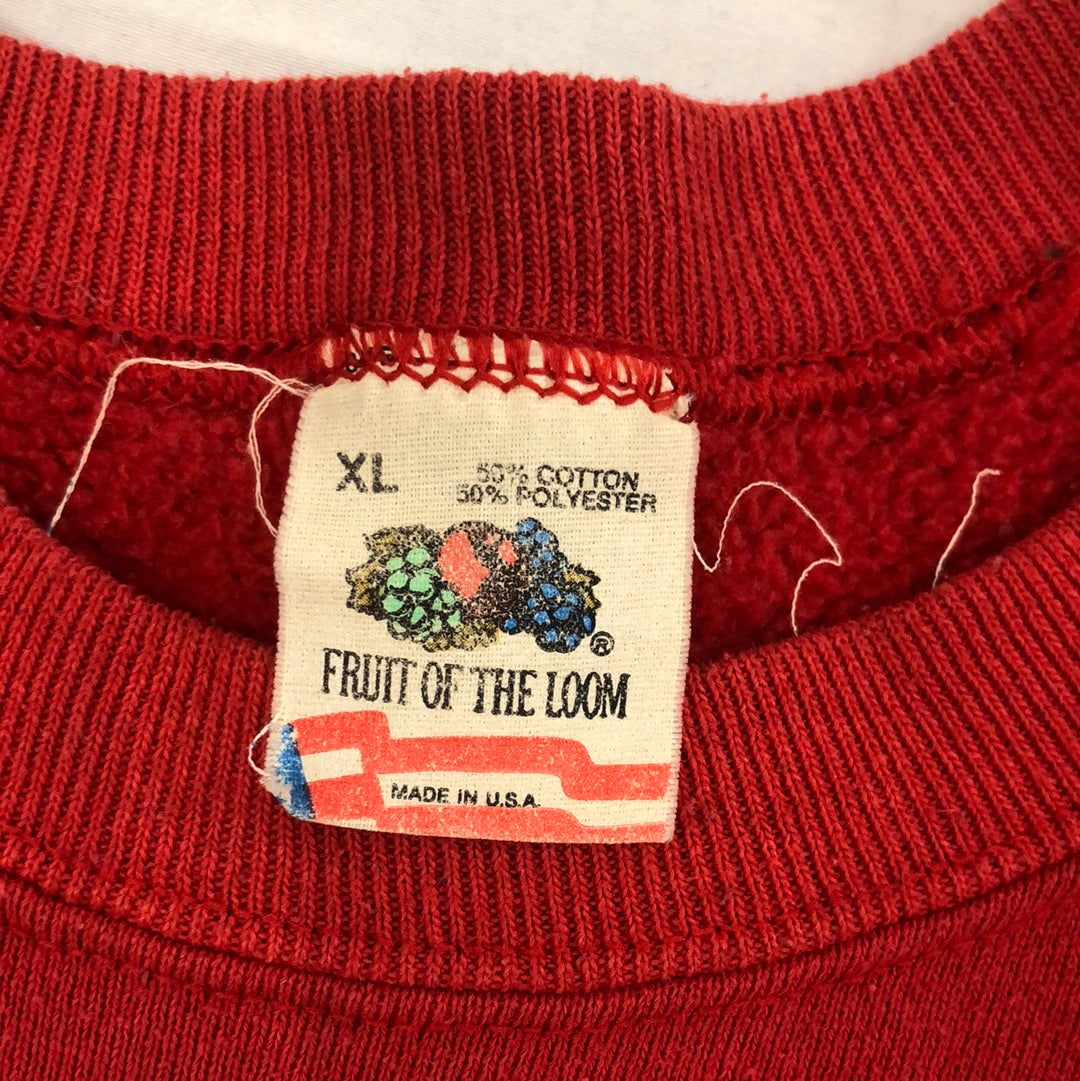 XL
50% COTTON
50% POLYESTER
®
FRUIT OF THE LOOM
MADE IN U.S.A.